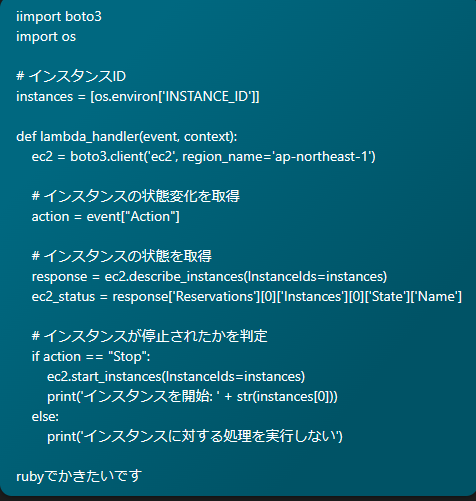 iimport boto3
import os
# インスタンスID
instances = [os.environ['INSTANCE_ID']]
def lambda_handler(event, context):
ec2 = boto3.client('ec2', region_name='ap-northeast-1')
# インスタンスの状態変化を取得
action = event["Action"]
# インスタンスの状態を取得
response = ec2.describe_instances(InstanceIds=instances)
ec2_status = response['Reservations'][0]['Instances'][0]['State']['Name']
# インスタンスが停止されたかを判定
if action == "Stop":
ec2.start_instances(InstanceIds=instances)
print('インスタンスを開始: ' + str(instances[0]))
else:
print('インスタンスに対する処理を実行しない')
rubyでかきたいです